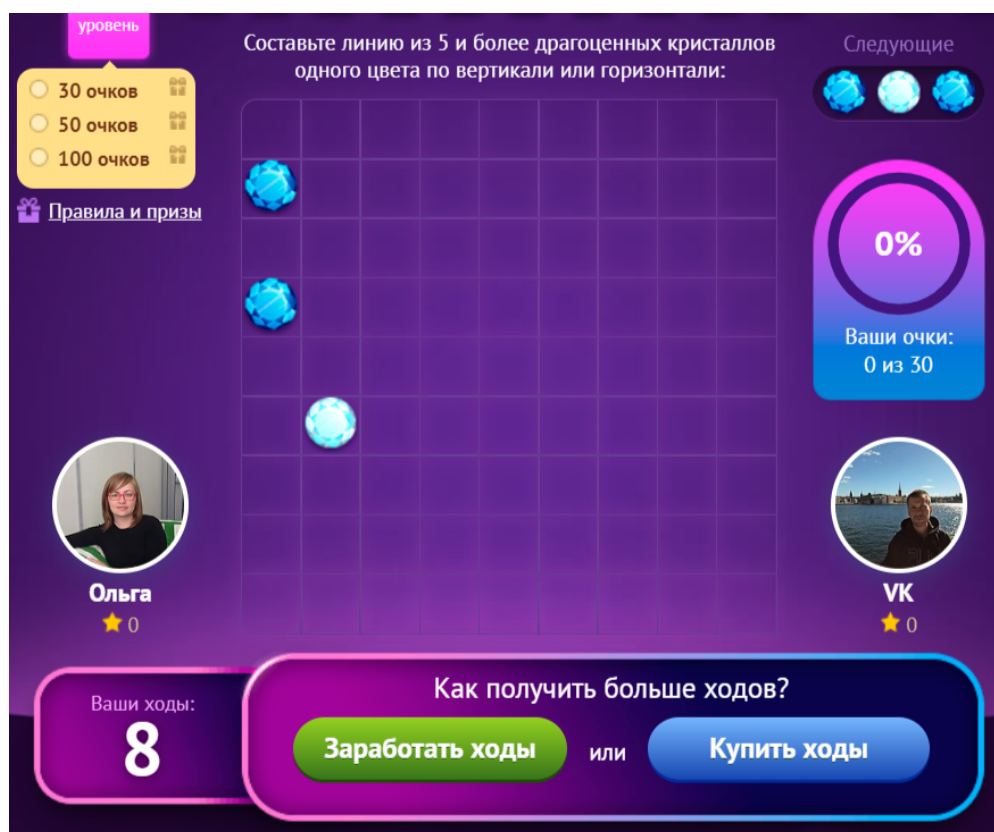 уровень
Составьте линию из 5 и более драгоценных кристаллов
одного цвета по вертикали или горизонтали:
Следующие
30 очков
50 очков
100 очков
Правила и призы
0%
Ваши очки:
0 из 30
Ольга
0
VK
0
Ваши ходы:
8
Как получить больше ходов?
Заработать ходы
или
Купить ходы